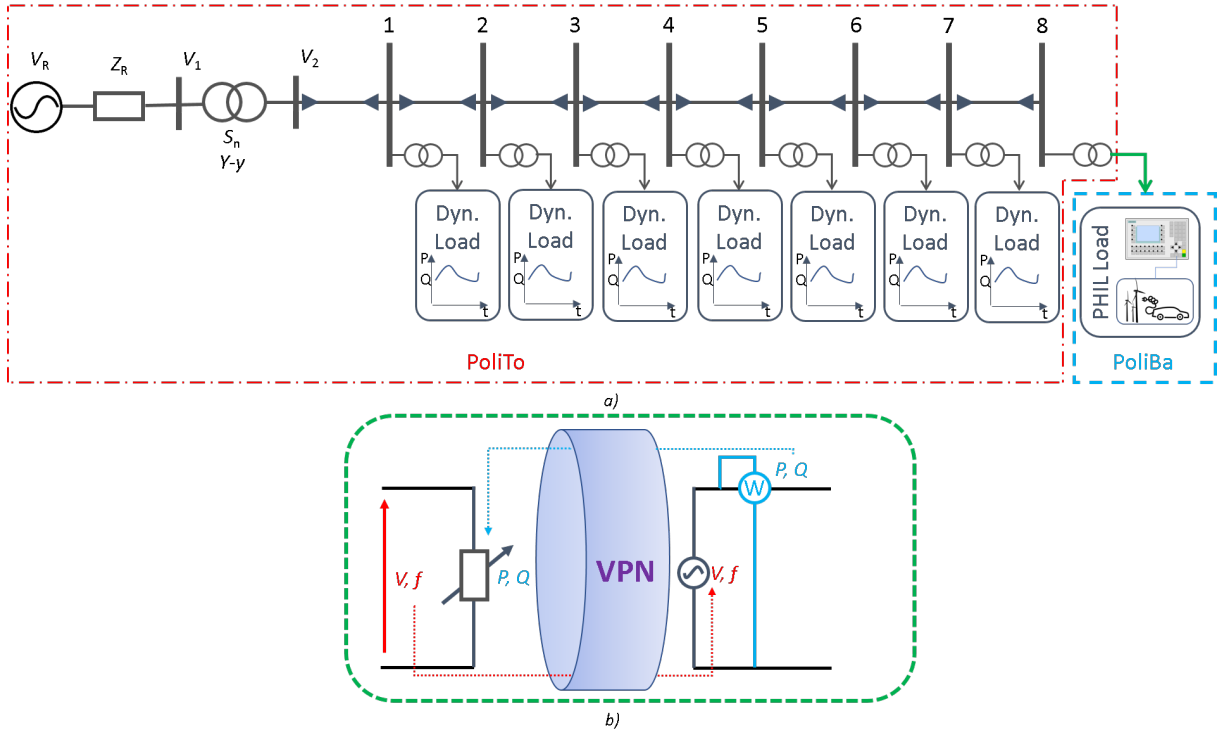 1 2 3 4 5 6 7 8
V_R Z_R V_1 V_2
S_n
Y-y
Dyn. Dyn. Dyn. Dyn. Dyn. Dyn. Dyn.
Load Load Load Load Load Load Load
P P P P P P P
Q Q Q Q Q Q Q
t t t t t t t
PHIL Load
PoliTo
PoliBa
a)
P, Q
W
V, f
P, Q
VPN
V, f
b)